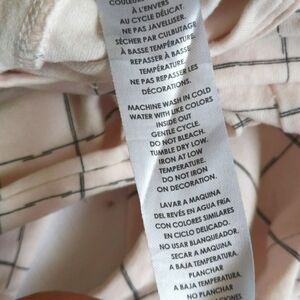 À L'ENVERS
AU CYCLE DÉLICAT.
NE PAS JAVELLISER.
SÉCHER PAR CULBUTAGE
À BASSE TEMPÉRATURE.
REPASSER À BASSE
TEMPÉRATURE.
NE PAS REPASSER LES
DÉCORATIONS.
MACHINE WASH IN COLD
WATER WITH LIKE COLORS
INSIDE OUT
GENTLE CYCLE.
DO NOT BLEACH.
TUMBLE DRY LOW.
IRON AT LOW
TEMPERATURE.
DO NOT IRON
ON DECORATION.
LAVAR A MAQUINA
DEL REVÉS EN AGUA FRÍA
CON COLORES SIMILARES
EN CICLO DELICADO.
NO USAR BLANQUEADOR.
SECAR A MAQUINA
A BAJA TEMPERATURA.
PLANCHAR
A BAJA TEMPERATURA.
NO PLANCHAR